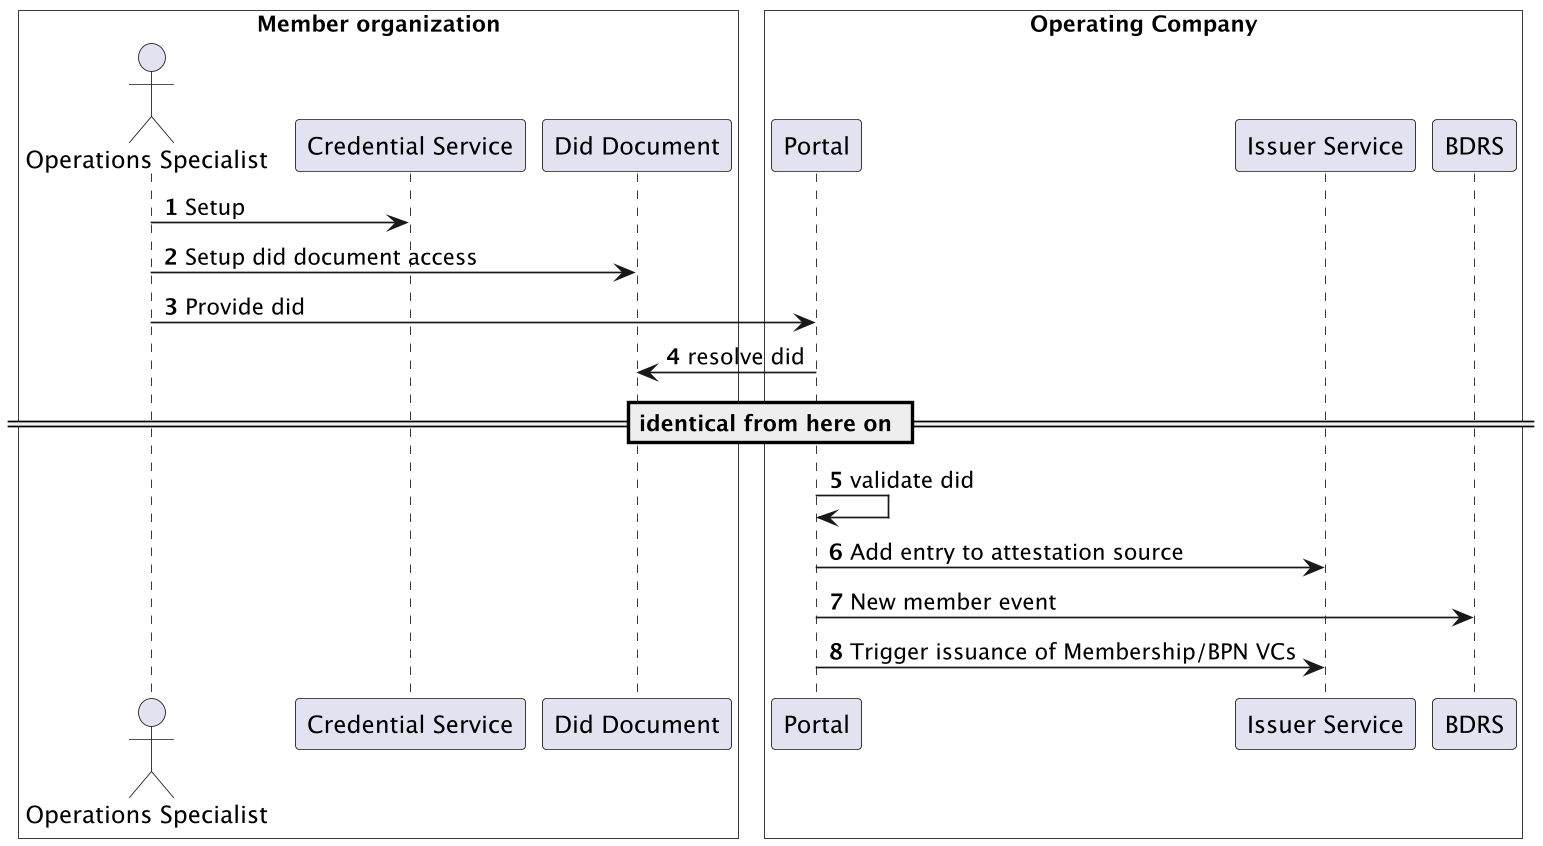 Member organization
Operating Company
Operations Specialist
Credential Service
Did Document
Portal
Issuer Service
BDRS
1 Setup
2 Setup did document access
3 Provide did
4 resolve did
identical from here on
5 validate did
6 Add entry to attestation source
7 New member event
8 Trigger issuance of Membership/BPN VCs
Operations Specialist
Credential Service
Did Document
Portal
Issuer Service
BDRS